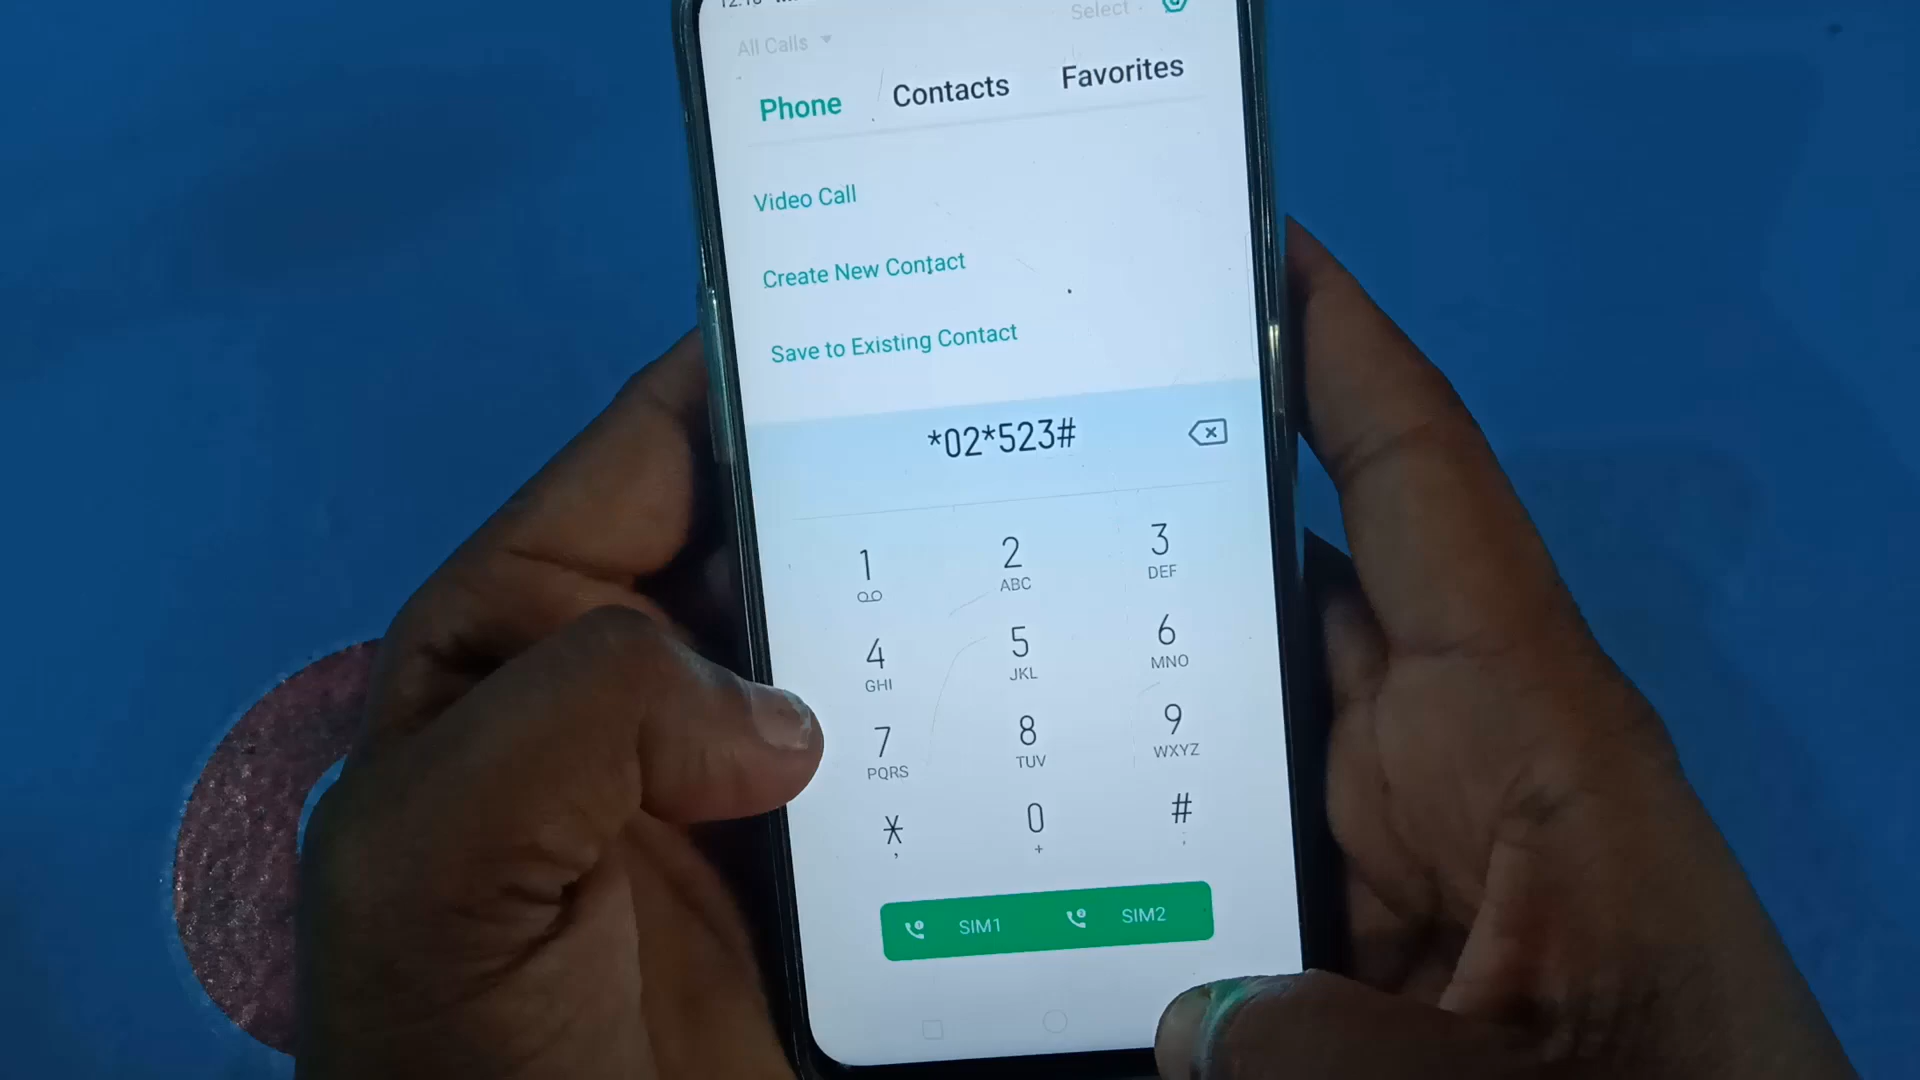 All Calls
Select
Phone Contacts Favorites
Video Call
Create New Contact
Save to Existing Contact
*02*523#
1 2 3
ABC DEF
4 5 6
GHI JKL MNO
7 8 9
PQRS TUV WXYZ
* 0 #
, + ;
SIM1 SIM2